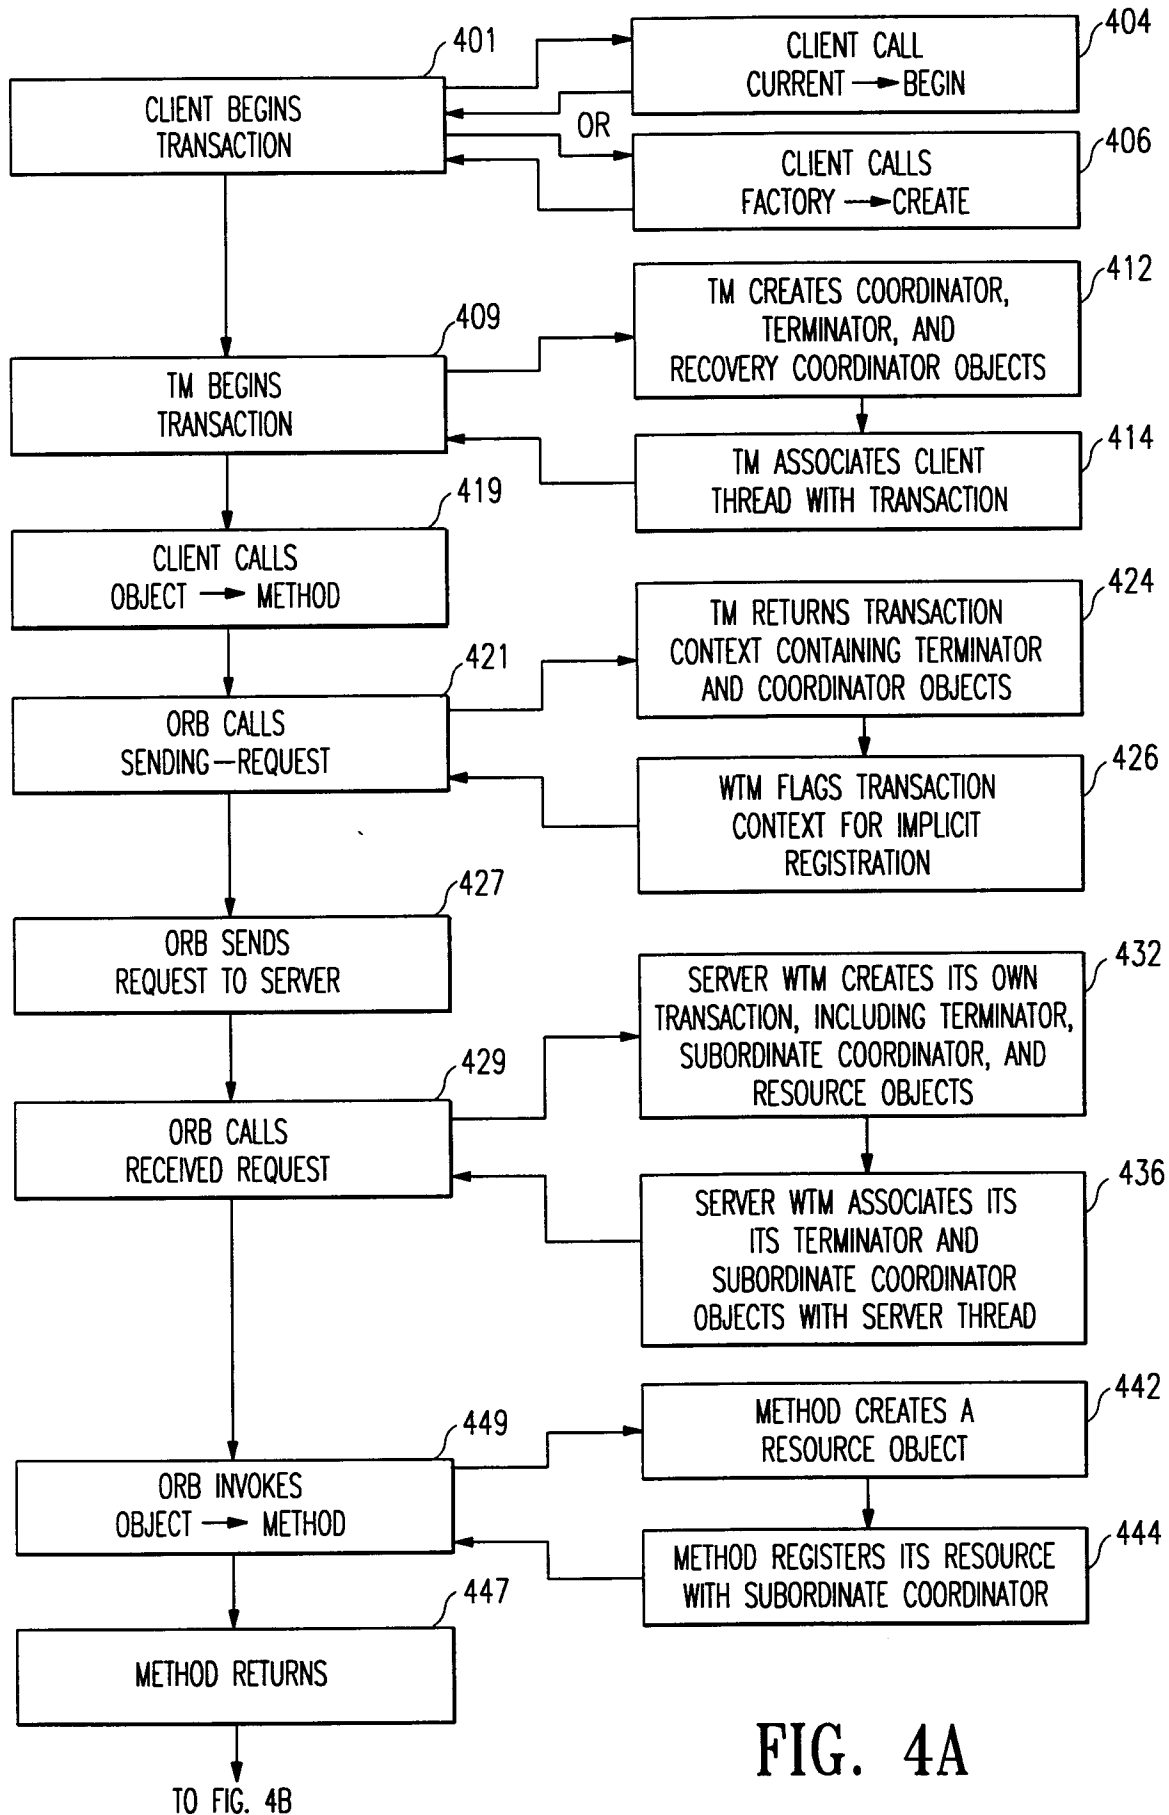 401
CLIENT BEGINS
TRANSACTION
404
CLIENT CALL
CURRENT → BEGIN
OR
406
CLIENT CALLS
FACTORY → CREATE
409
TM BEGINS
TRANSACTION
412
TM CREATES COORDINATOR,
TERMINATOR, AND
RECOVERY COORDINATOR OBJECTS
414
TM ASSOCIATES CLIENT
THREAD WITH TRANSACTION
419
CLIENT CALLS
OBJECT → METHOD
421
ORB CALLS
SENDING–REQUEST
424
TM RETURNS TRANSACTION
CONTEXT CONTAINING TERMINATOR
AND COORDINATOR OBJECTS
426
WTM FLAGS TRANSACTION
CONTEXT FOR IMPLICIT
REGISTRATION
427
ORB SENDS
REQUEST TO SERVER
429
ORB CALLS
RECEIVED REQUEST
432
SERVER WTM CREATES ITS OWN
TRANSACTION, INCLUDING TERMINATOR,
SUBORDINATE COORDINATOR, AND
RESOURCE OBJECTS
436
SERVER WTM ASSOCIATES ITS
ITS TERMINATOR AND
SUBORDINATE COORDINATOR
OBJECTS WITH SERVER THREAD
449
ORB INVOKES
OBJECT → METHOD
442
METHOD CREATES A
RESOURCE OBJECT
444
METHOD REGISTERS ITS RESOURCE
WITH SUBORDINATE COORDINATOR
447
METHOD RETURNS
TO FIG. 4B
FIG. 4A